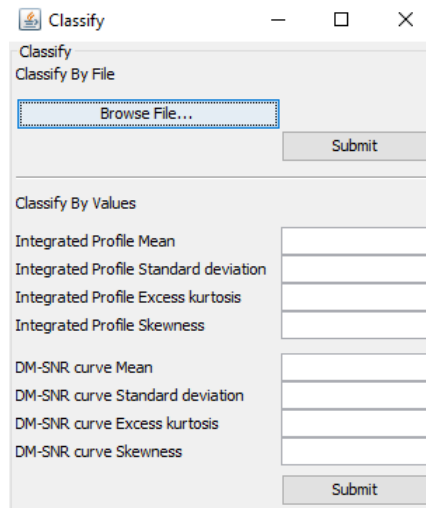 Classify
Classify
Classify By File
Browse File...
Submit
Classify By Values
Integrated Profile Mean
Integrated Profile Standard deviation
Integrated Profile Excess kurtosis
Integrated Profile Skewness
DM-SNR curve Mean
DM-SNR curve Standard deviation
DM-SNR curve Excess kurtosis
DM-SNR curve Skewness
Submit